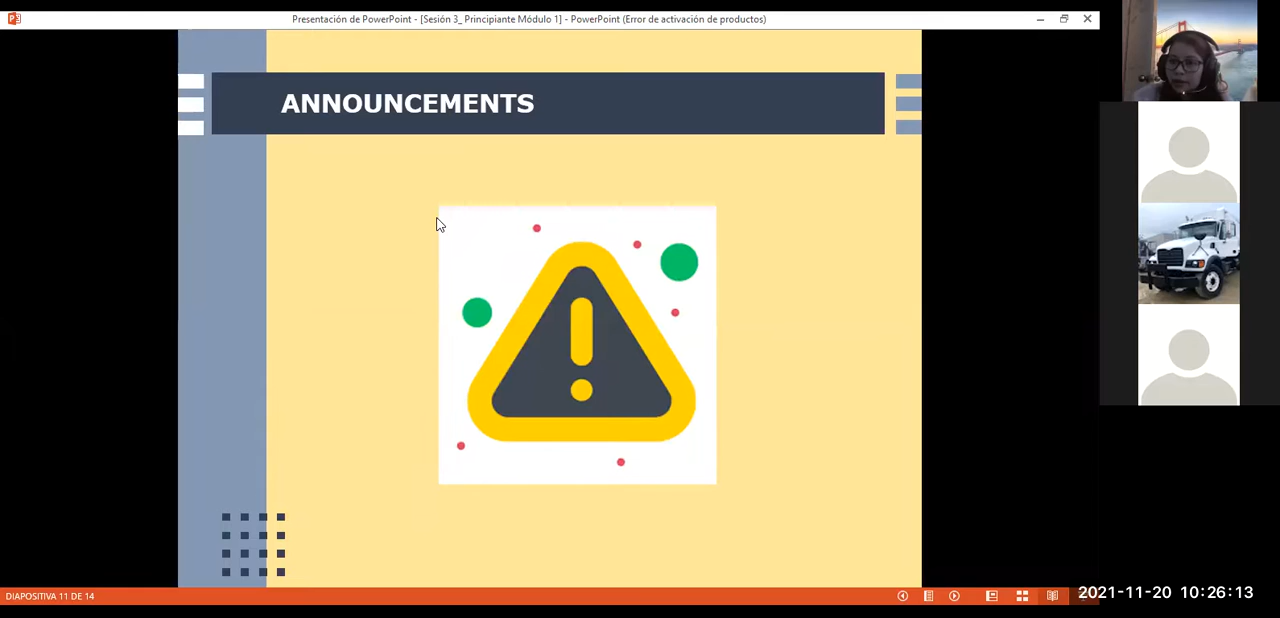 Presentación de PowerPoint - [Sesión 3_ Principiante Módulo 1] - PowerPoint (Error de activación de productos)
ANNOUNCEMENTS
DIAPOSITIVA 11 DE 14
2021-11-20 10:26:13